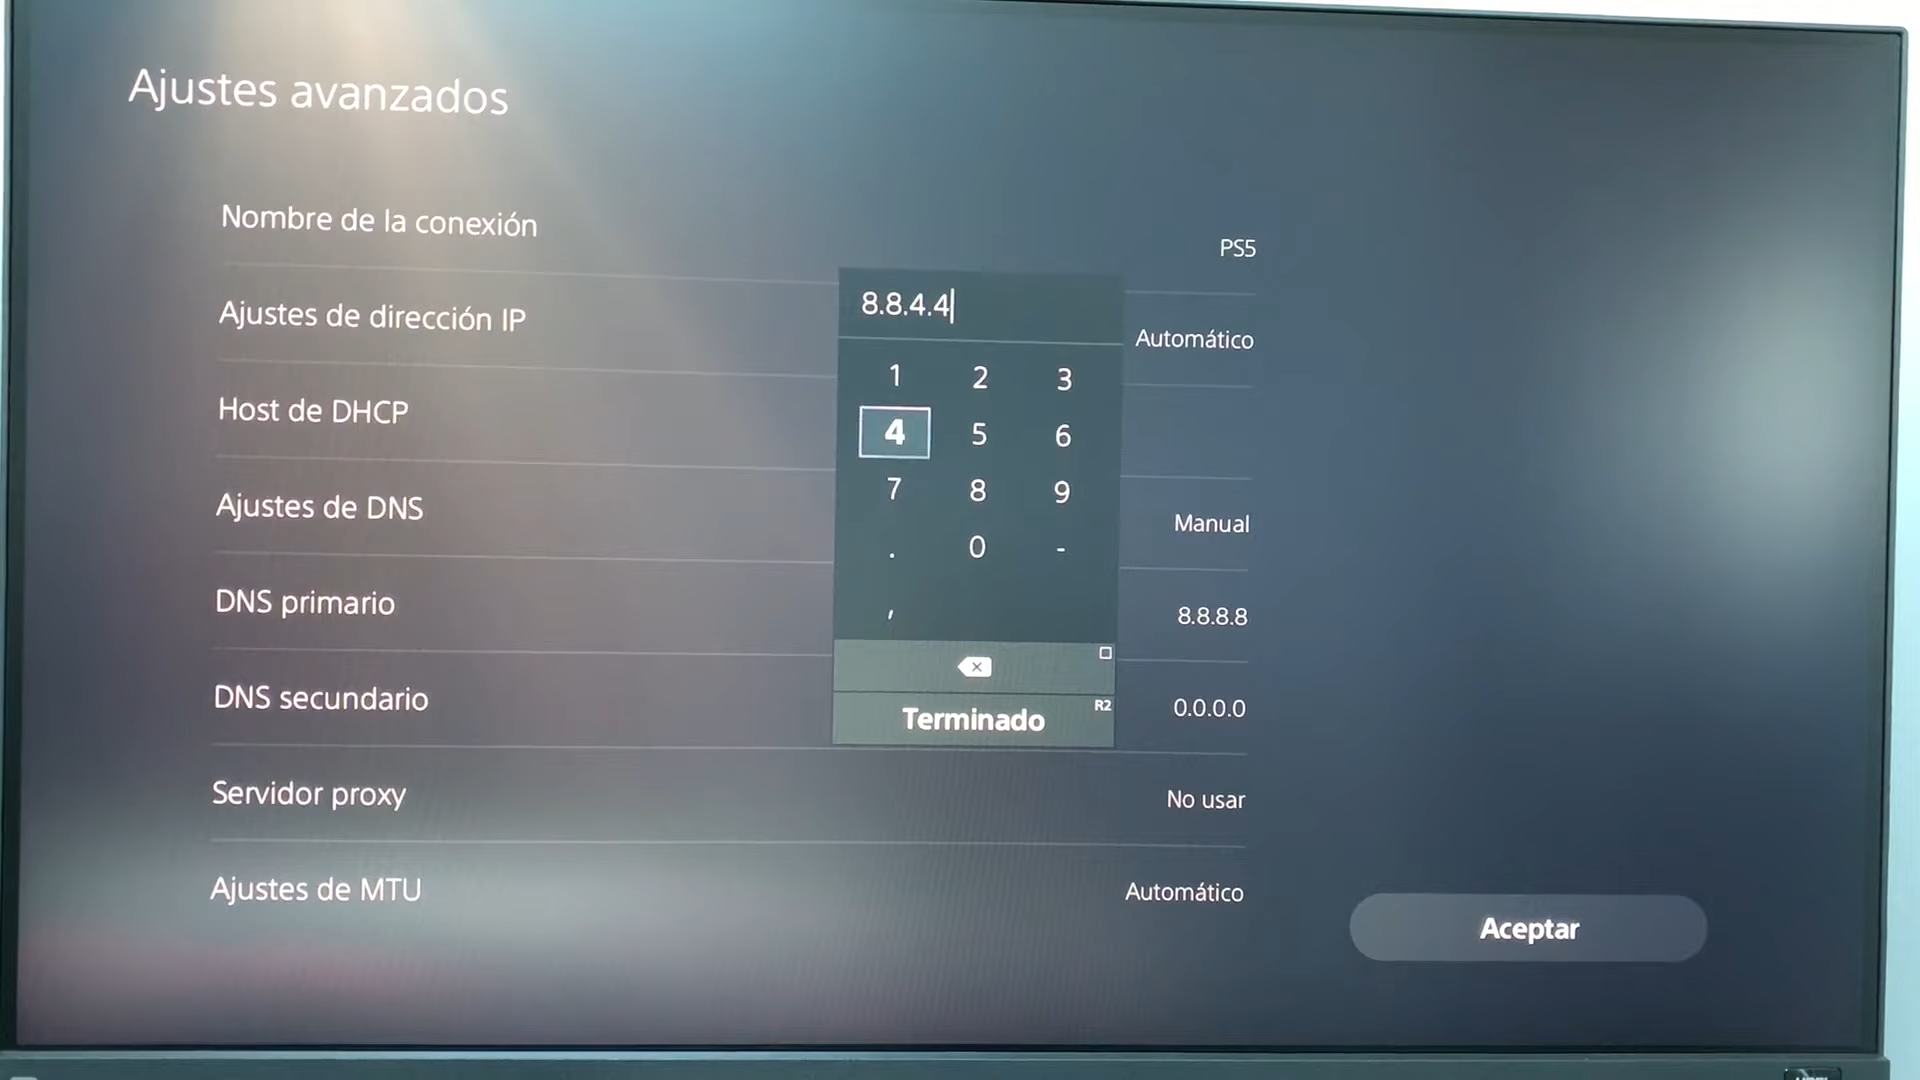 Ajustes avanzados
Nombre de la conexión
PS5
Ajustes de dirección IP
Automático
Host de DHCP
Ajustes de DNS
Manual
DNS primario
8.8.8.8
DNS secundario
0.0.0.0
Servidor proxy
No usar
Ajustes de MTU
Automático
8.8.4.4
1 2 3
4 5 6
7 8 9
. 0 -
,
R2
Terminado
Aceptar